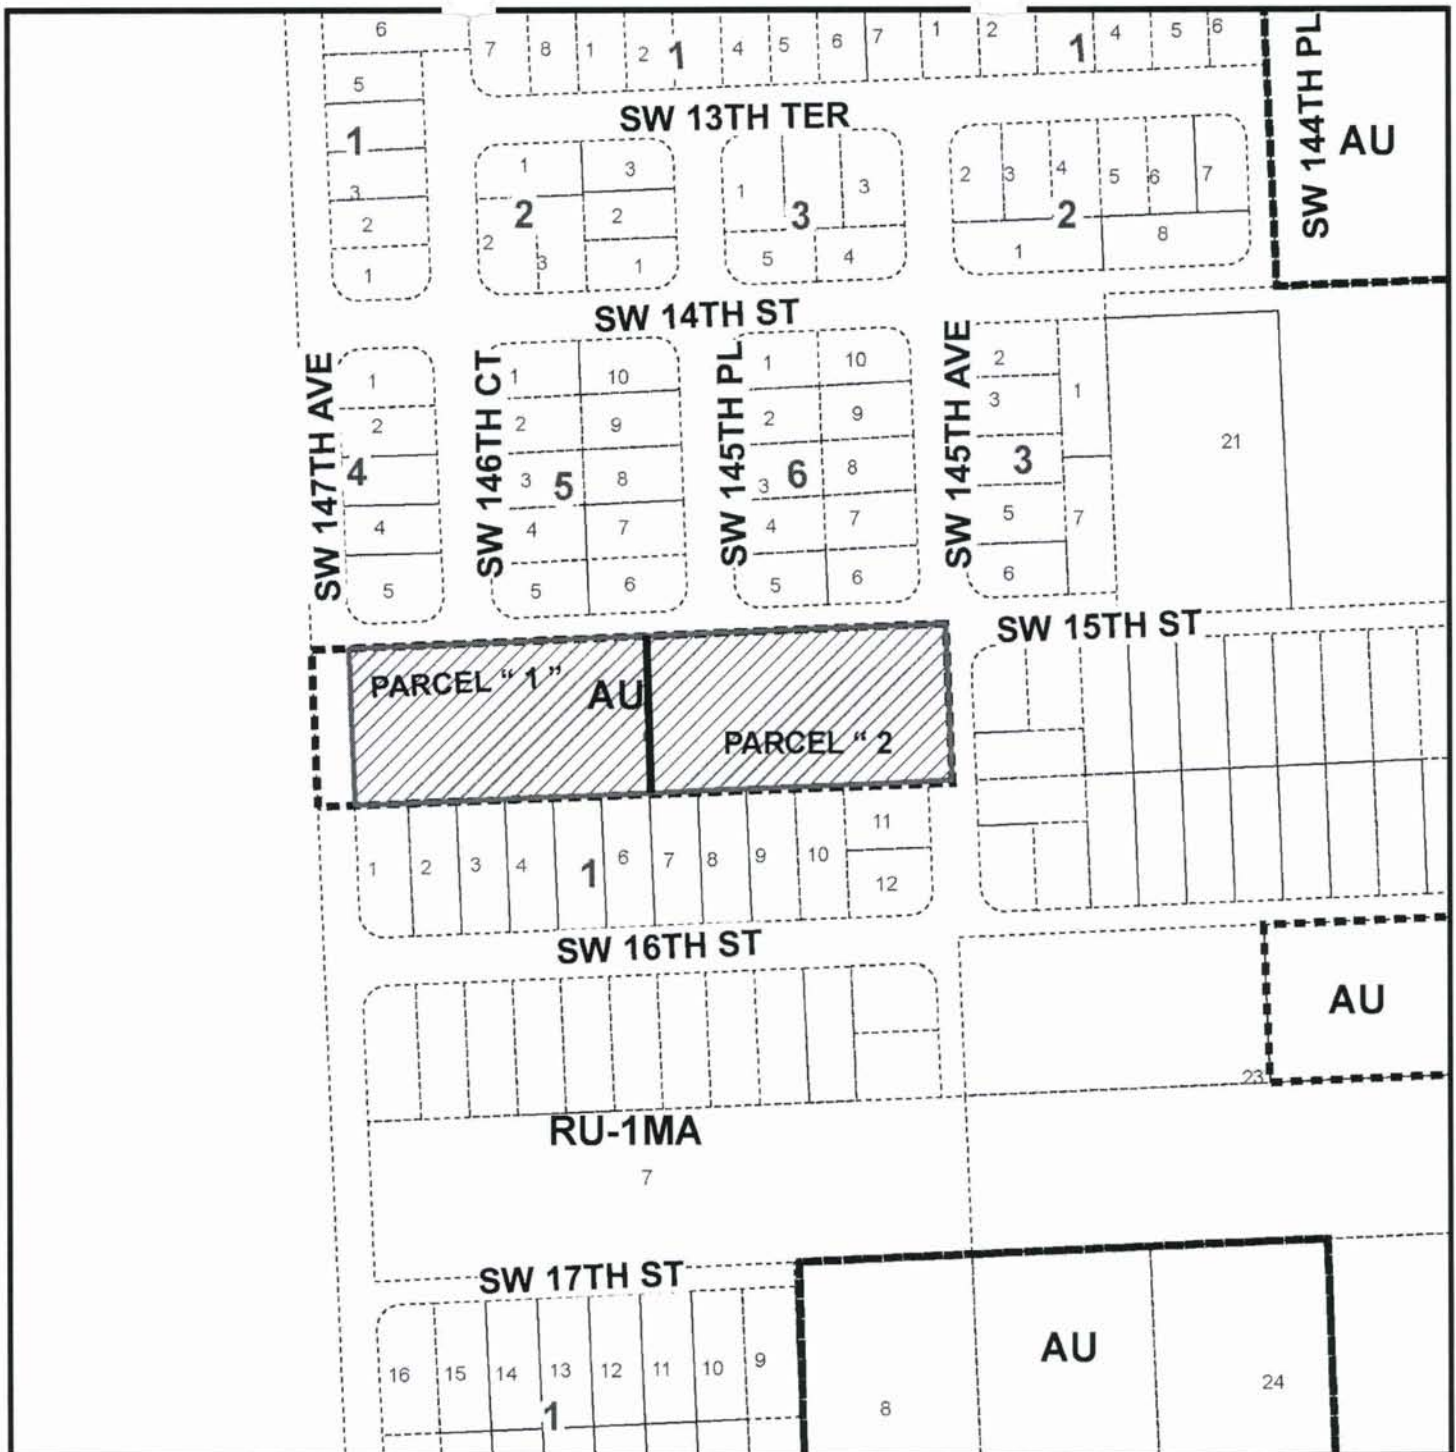 6
7 8 1 2 1 4 5 6 7 1 2 1 4 5 6
5
1
3
2
1
SW 13TH TER
SW 144TH PL
AU
1 3
2
2 2
3 1
1 3
3
5 4
2 3 4 5 6 7
2
1 8
SW 14TH ST
SW 147TH AVE
1
2
4
4
5
SW 146TH CT
1 10
2 9
3 5 8
4 7
5 6
SW 145TH PL
1 10
2 9
3 6 8
4 7
5 6
SW 145TH AVE
2
3 1
3
5 7
6
21
SW 15TH ST
PARCEL “ 1 ”
AU
PARCEL “ 2
1 2 3 4 1 6 7 8 9 10
11
12
SW 16TH ST
AU
23
RU-1MA
7
SW 17TH ST
16 15 14 13 12 11 10 9
1
AU
8
24